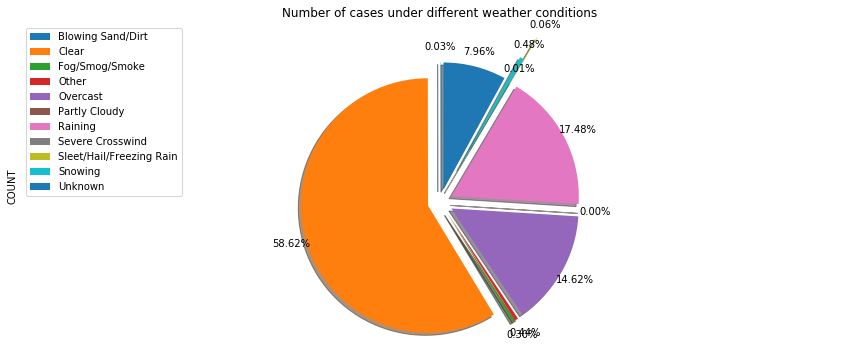 Number of cases under different weather conditions
Blowing Sand/Dirt
Clear
Fog/Smog/Smoke
Other
Overcast
Partly Cloudy
Raining
Severe Crosswind
Sleet/Hail/Freezing Rain
Snowing
Unknown
COUNT
0.03%
7.96%
0.06%
0.48%
0.01%
17.48%
0.00%
14.62%
0.44%
0.30%
58.62%